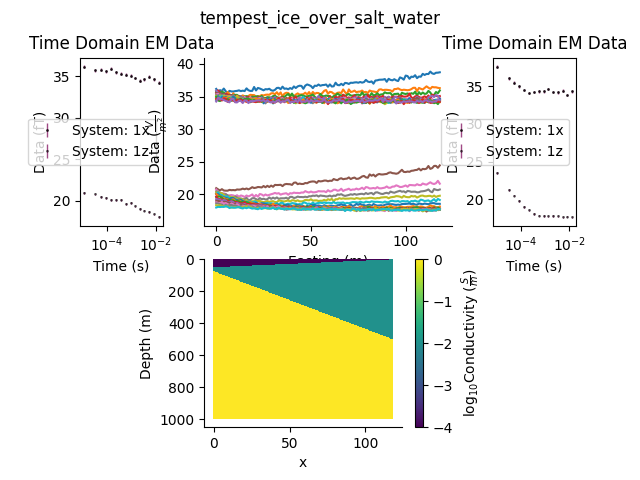 tempest_ice_over_salt_water
Time Domain EM Data
Time Domain EM Data
35
30
25
20
Data (fT)
System: 1x
System: 1z
10⁻⁴
10⁻²
Time (s)
40
35
30
25
20
Data (V/m²)
0
50
100
Easting (m)
35
20
Data (fT)
System: 1x
System: 1z
10⁻⁴
10⁻²
Time (s)
0
200
400
600
800
1000
Depth (m)
0
50
100
x
0
−1
−2
−3
−4
log₁₀Conductivity (S/m)